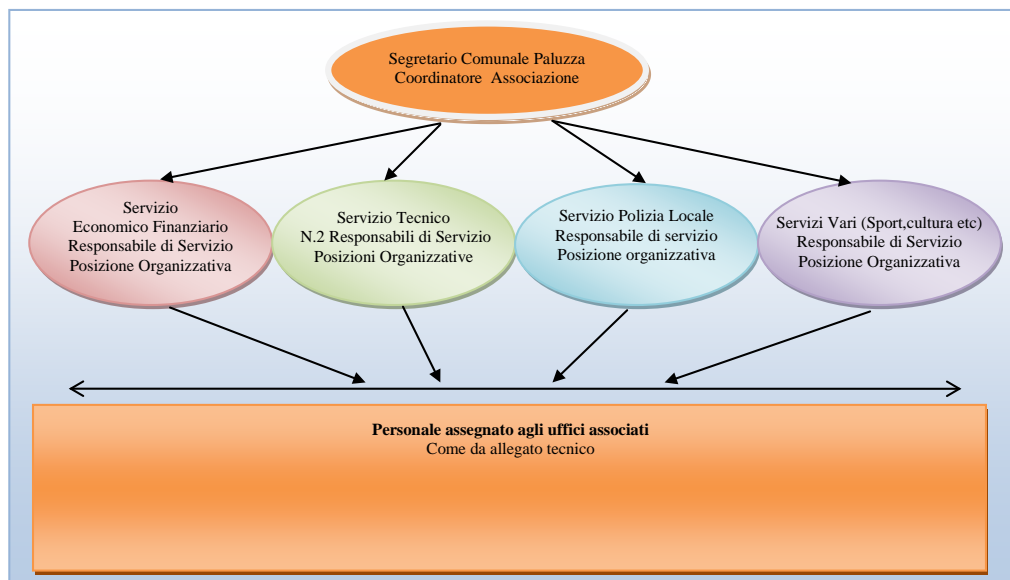 Segretario Comunale Paluzza
Coordinatore Associazione
Servizio
Economico Finanziario
Responsabile di Servizio
Posizione Organizzativa
Servizio Tecnico
N.2 Responsabili di Servizio
Posizioni Organizzative
Servizio Polizia Locale
Responsabile di servizio
Posizione organizzativa
Servizi Vari (Sport,cultura etc)
Responsabile di Servizio
Posizione Organizzativa
Personale assegnato agli uffici associati
Come da allegato tecnico